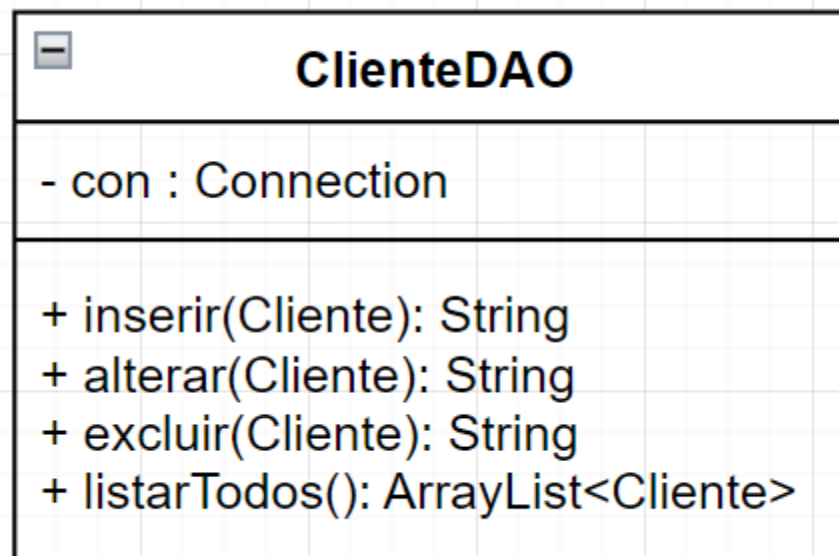 ClienteDAO
- con : Connection
+ inserir(Cliente): String
+ alterar(Cliente): String
+ excluir(Cliente): String
+ listarTodos(): ArrayList<Cliente>